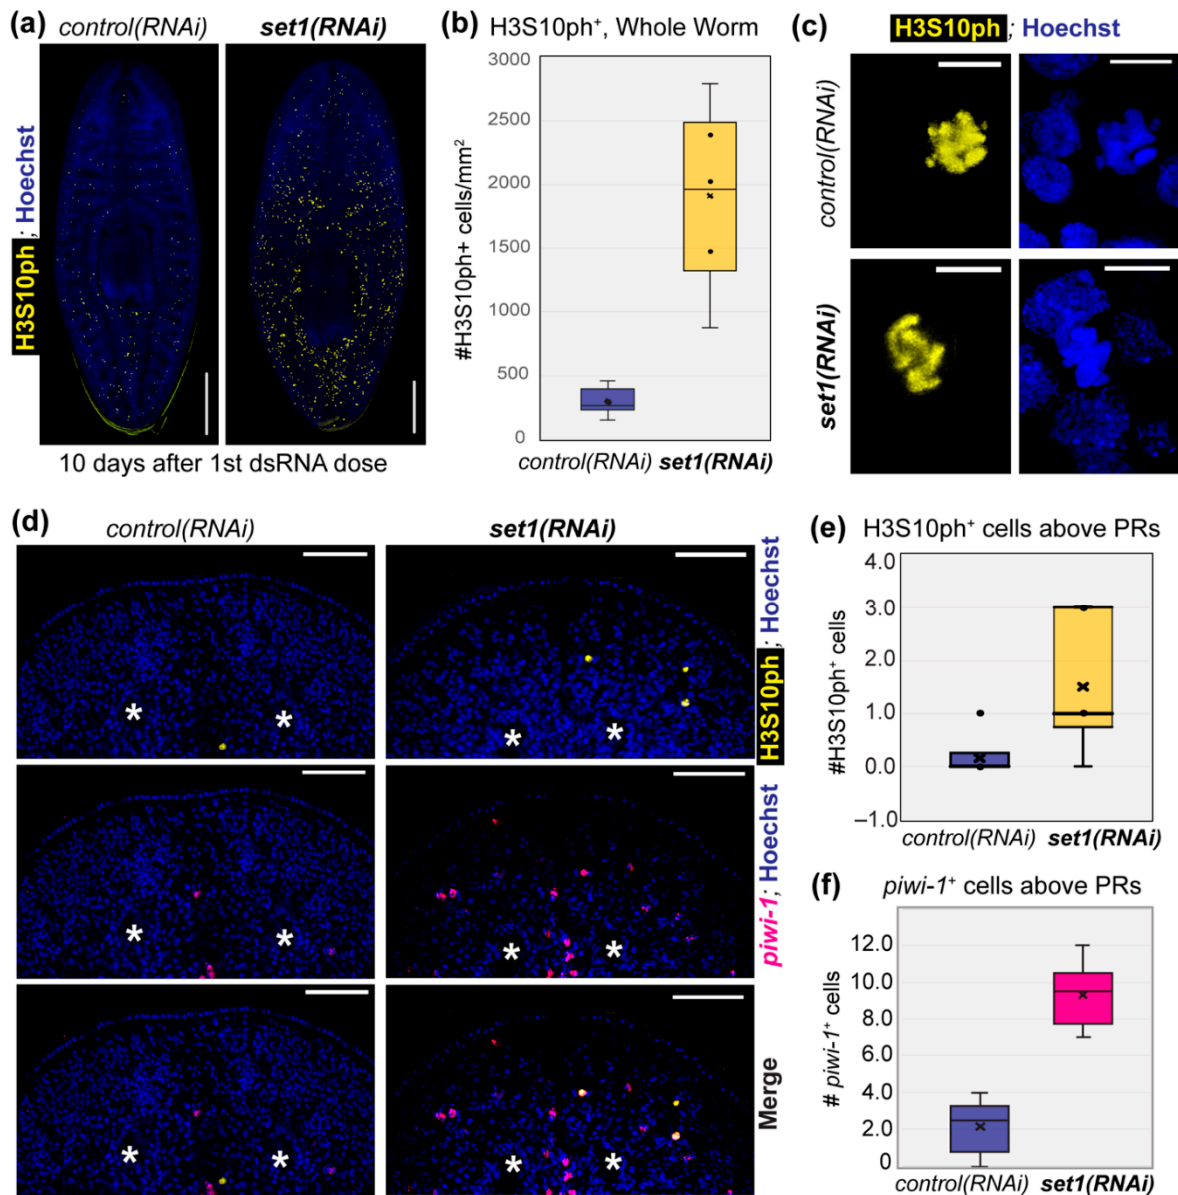 (a) control(RNAi) set1(RNAi)
H3S10ph; Hoechst
10 days after 1st dsRNA dose
(b) H3S10ph⁺, Whole Worm
#H3S10ph+ cells/mm²
3000
2500
2000
1500
1000
500
0
control(RNAi) set1(RNAi)
(c) H3S10ph; Hoechst
control(RNAi)
set1(RNAi)
(d) control(RNAi) set1(RNAi)
* * * *
H3S10ph; Hoechst
* * * *
piwi-1; Hoechst
* * * *
Merge
(e) H3S10ph⁺ cells above PRs
#H3S10ph⁺ cells
4.0
3.0
2.0
1.0
0.0
–1.0
control(RNAi) set1(RNAi)
(f) piwi-1⁺ cells above PRs
# piwi-1⁺ cells
12.0
10.0
8.0
6.0
4.0
2.0
0
control(RNAi) set1(RNAi)